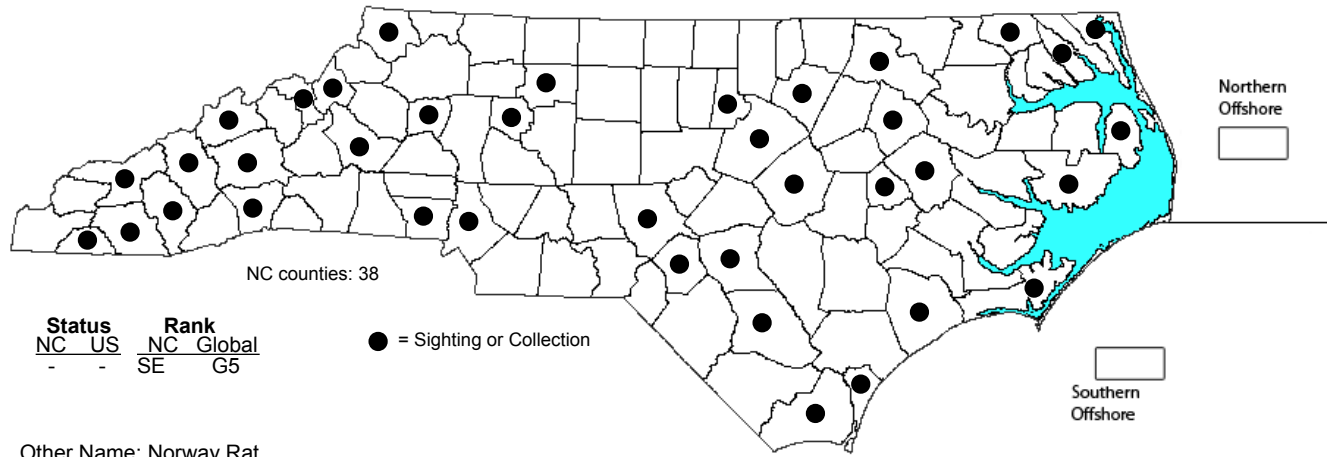 Northern
Offshore
NC counties: 38
Status Rank
NC US NC Global
- - SE G5
= Sighting or Collection
Southern
Offshore
Other Name: Norway Rat